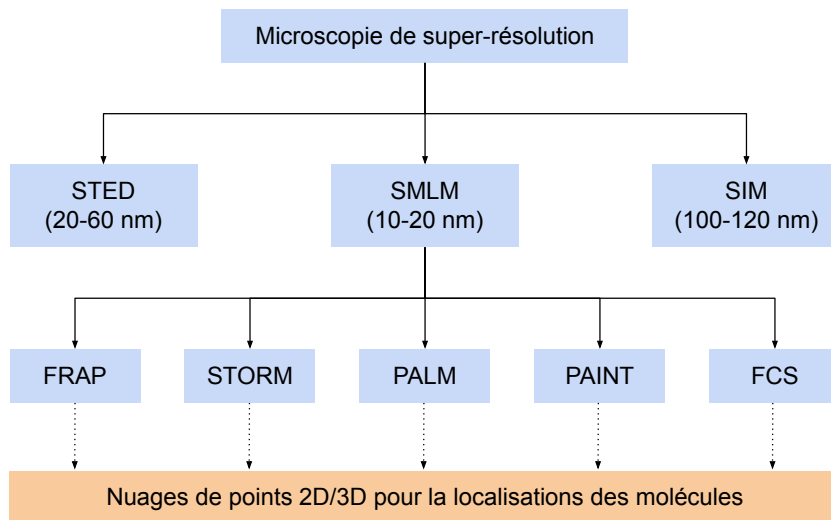 Microscopie de super-résolution
STED
(20-60 nm)
SMLM
(10-20 nm)
SIM
(100-120 nm)
FRAP
STORM
PALM
PAINT
FCS
Nuages de points 2D/3D pour la localisations des molécules